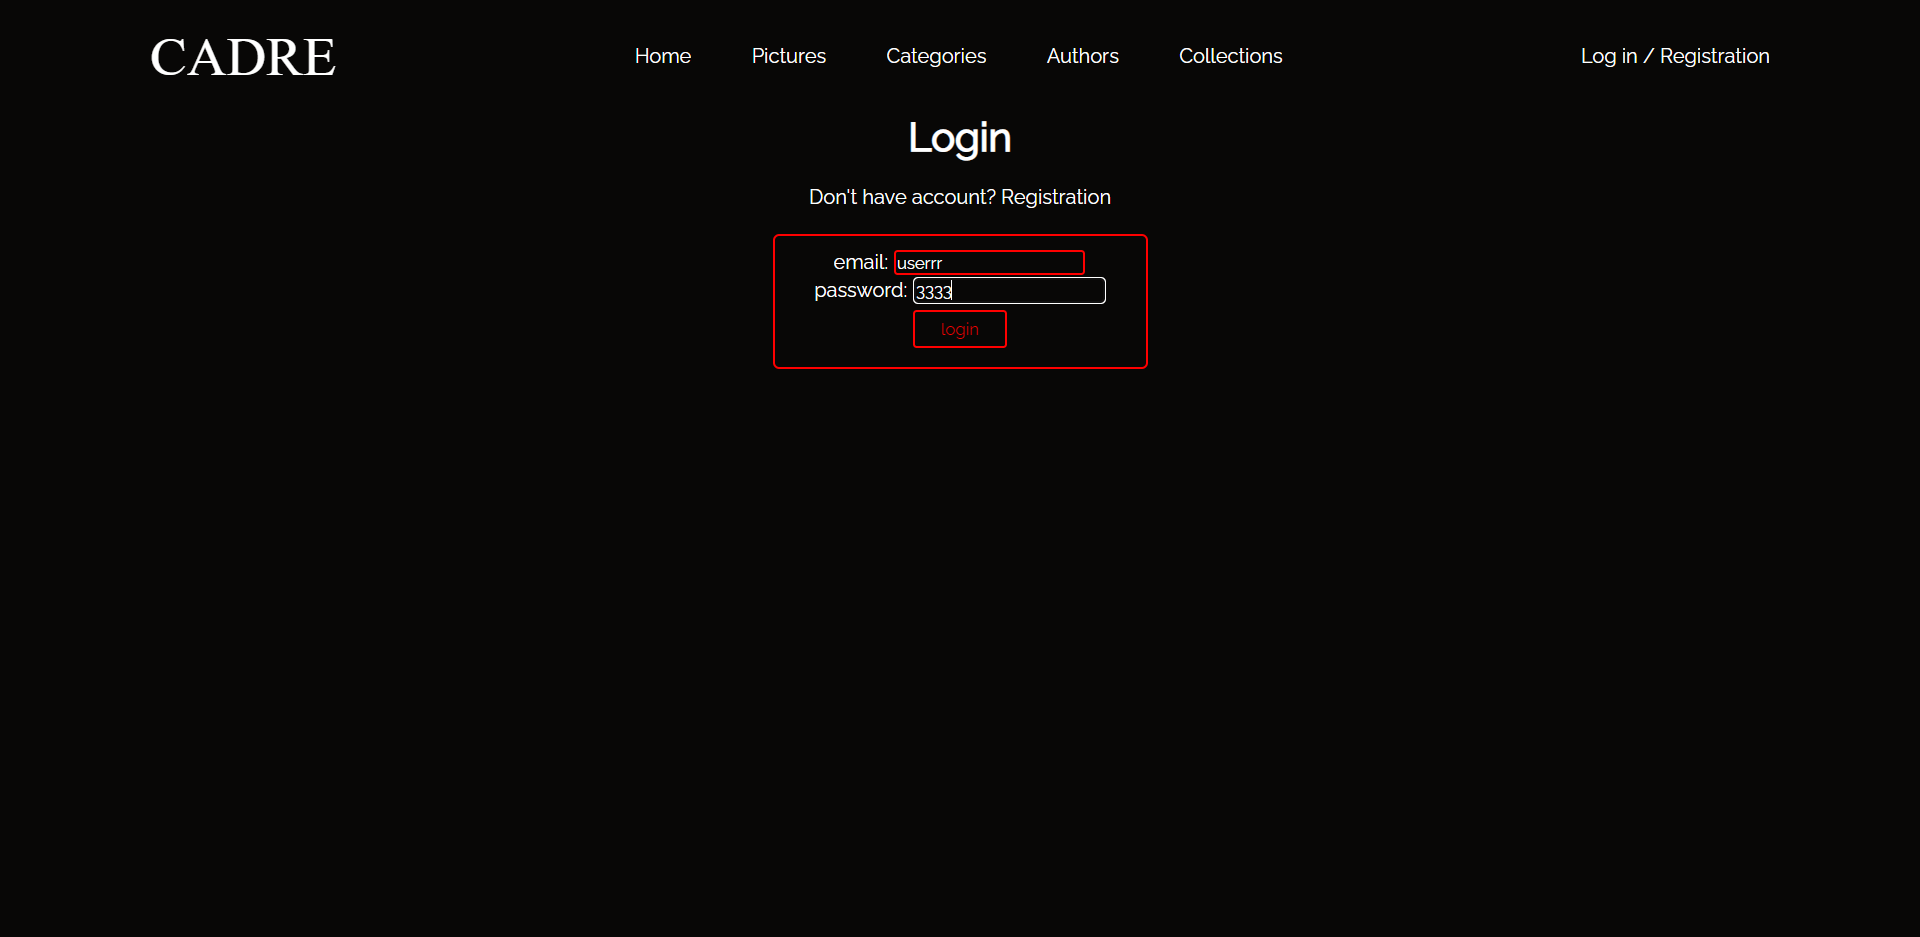 CADRE Home Pictures Categories Authors Collections Log in / Registration
Login
Don't have account? Registration
email: userrr
password: 3333
login